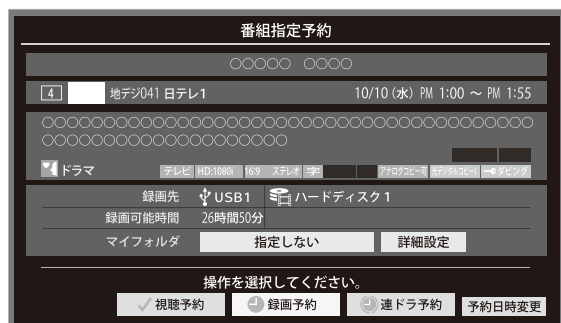 番組指定予約
○○○○○ ○○○○
4 地デジ041 日テレ1 10/10 (水) PM 1:00 ～ PM 1:55
○○○○○○○○○○○○○○○○○○○○○○○○○○○○○○○○○○○○○○
○○○○○○○○○○○○○○○○○○○
ドラマ テレビ HD:1080i 16:9 ステレオ 字 アナログコピー可 光デジタルコピー1 ダビング
録画先 USB1 ハードディスク1
録画可能時間 26時間50分
マイフォルダ 指定しない 詳細設定
操作を選択してください。
視聴予約 録画予約 連ドラ予約 予約日時変更